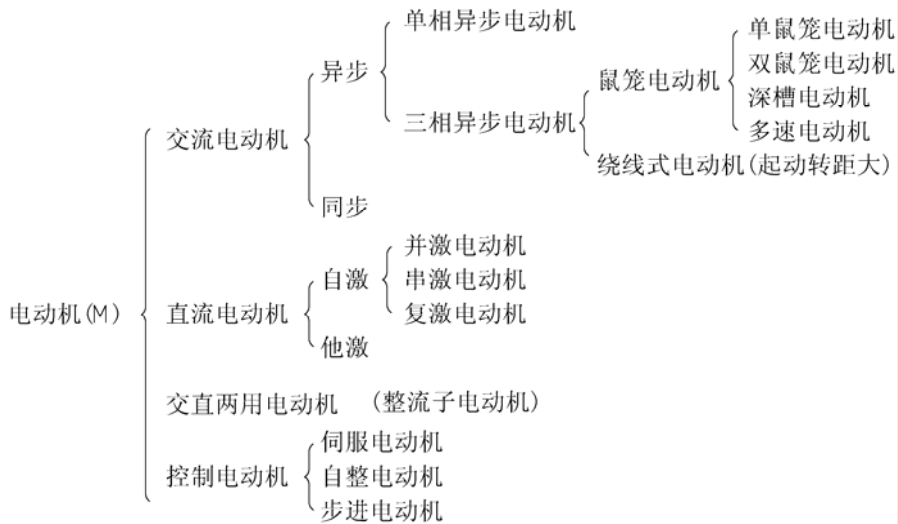 单相异步电动机
单鼠笼电动机
双鼠笼电动机
异步
鼠笼电动机
深槽电动机
三相异步电动机
多速电动机
交流电动机
绕线式电动机(起动转距大)
同步
并激电动机
自激
串激电动机
电动机(M)
直流电动机
复激电动机
他激
交直两用电动机 (整流子电动机)
伺服电动机
控制电动机
自整电动机
步进电动机